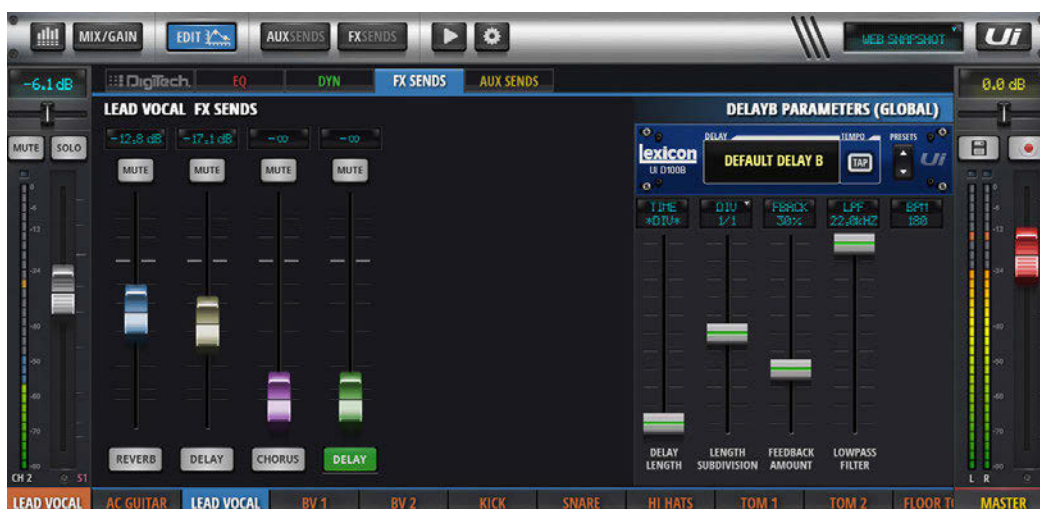 MIX/GAIN EDIT AUXSENDS FXSENDS WEB SNAPSHOT Ui
-6.1 dB DigiTech EQ DYN FX SENDS AUX SENDS 0.0 dB
LEAD VOCAL FX SENDS DELAYB PARAMETERS (GLOBAL)
-12,8 dB -17,1 dB -∞ -∞
DELAY TEMPO PRESETS
MUTE SOLO MUTE MUTE MUTE MUTE lexicon DEFAULT DELAY B TAP Ui
UI D100B
TIME DIV FBACK LPF BPM
*DIV* 1/1 30% 22,0kHZ 180
REVERB DELAY CHORUS DELAY
DELAY LENGTH FEEDBACK LOWPASS
LENGTH SUBDIVISION AMOUNT FILTER
CH 2 S1 L R
LEAD VOCAL AC GUITAR LEAD VOCAL BV 1 BV 2 KICK SNARE HI HATS TOM 1 TOM 2 FLOOR T MASTER